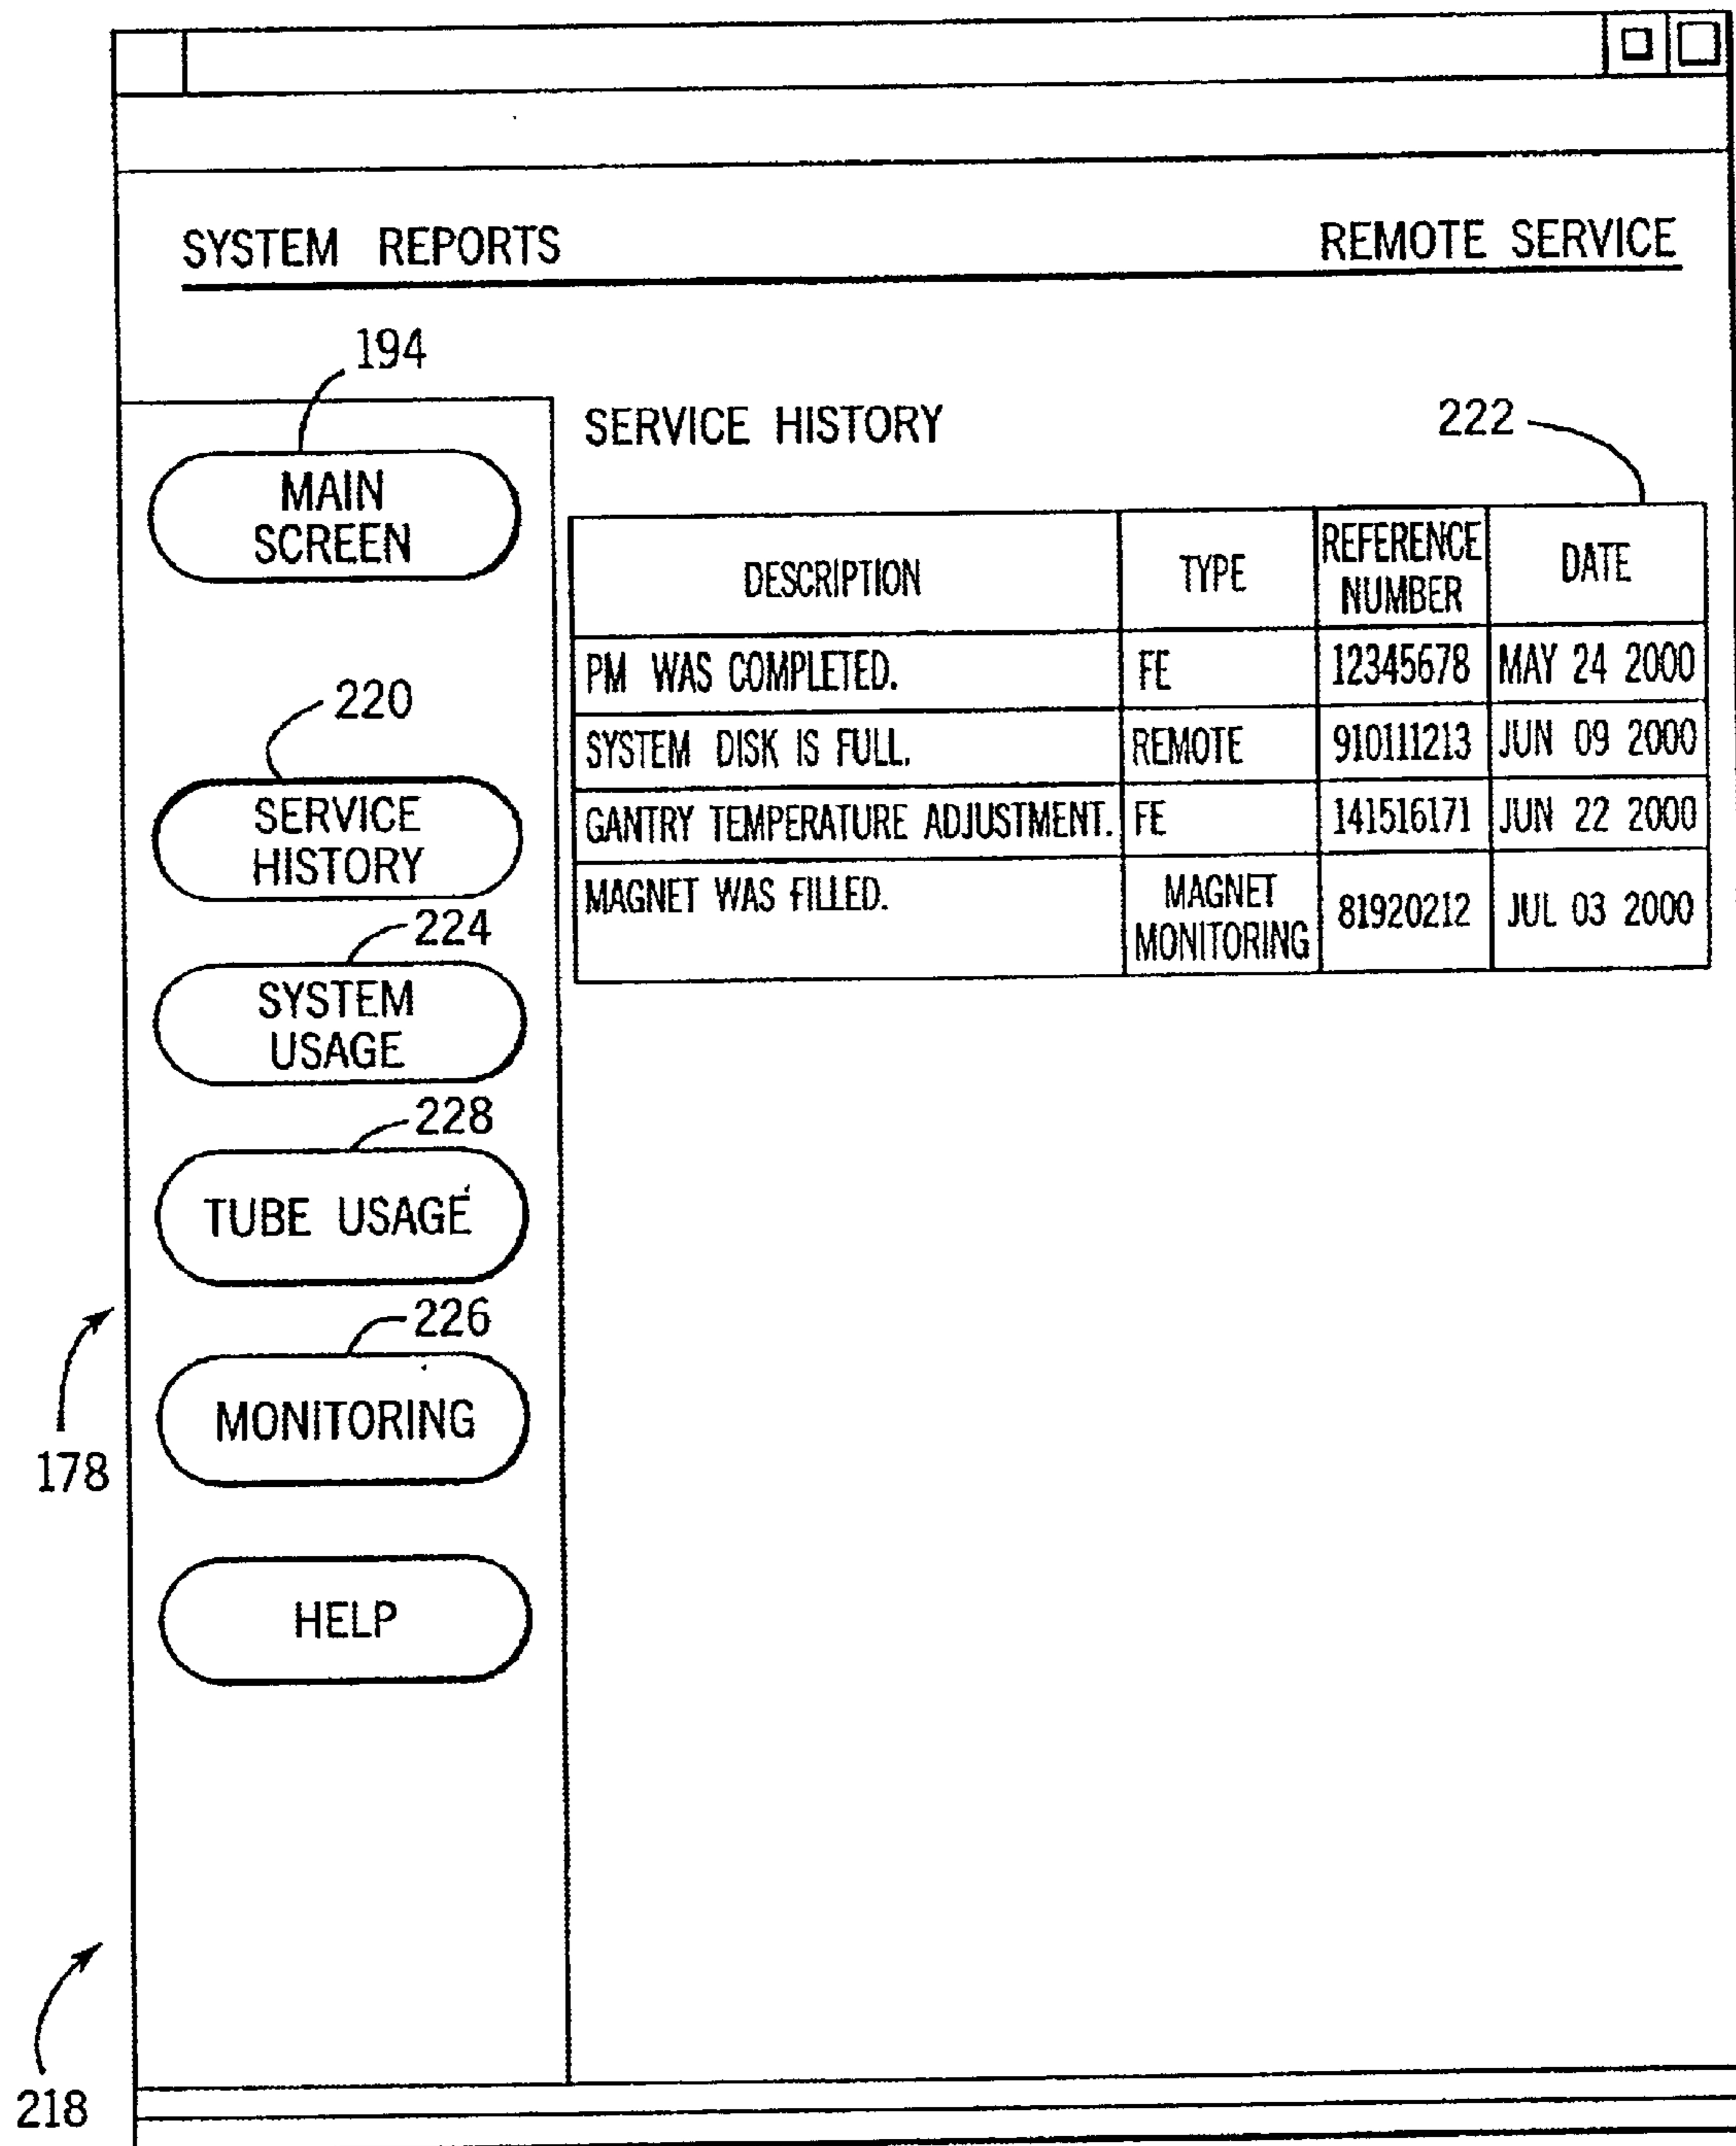 SYSTEM REPORTS
REMOTE SERVICE
194
MAIN
SCREEN
220
SERVICE
HISTORY
224
SYSTEM
USAGE
228
TUBE USAGE
226
MONITORING
HELP
178
218
SERVICE HISTORY
222
DESCRIPTION TYPE REFERENCE NUMBER DATE
PM WAS COMPLETED. FE 12345678 MAY 24 2000
SYSTEM DISK IS FULL. REMOTE 910111213 JUN 09 2000
GANTRY TEMPERATURE ADJUSTMENT. FE 141516171 JUN 22 2000
MAGNET WAS FILLED. MAGNET MONITORING 81920212 JUL 03 2000